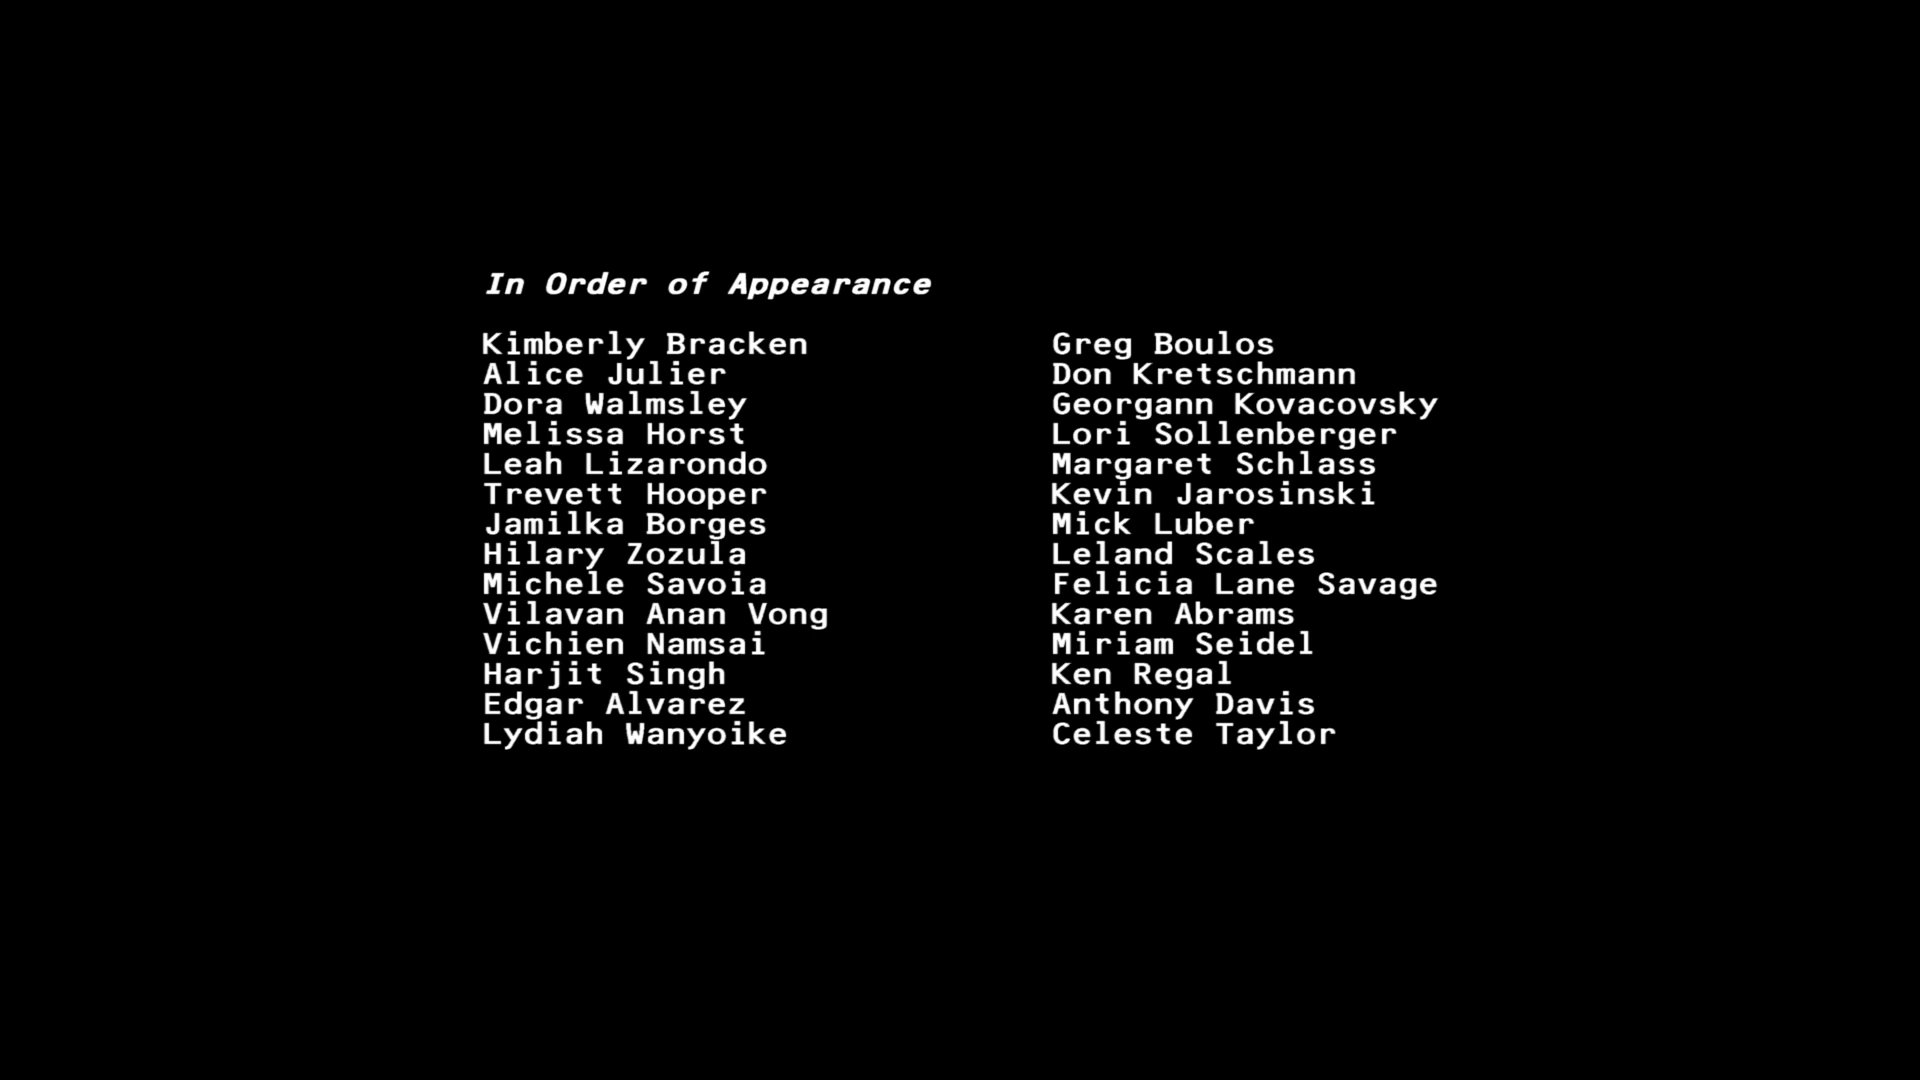 In Order of Appearance
Kimberly Bracken
Alice Julier
Dora Walmsley
Melissa Horst
Leah Lizarondo
Trevett Hooper
Jamilka Borges
Hilary Zozula
Michele Savoia
Vilavan Anan Vong
Vichien Namsai
Harjit Singh
Edgar Alvarez
Lydiah Wanyoike
Greg Boulos
Don Kretschmann
Georgann Kovacovsky
Lori Sollenberger
Margaret Schlass
Kevin Jarosinski
Mick Luber
Leland Scales
Felicia Lane Savage
Karen Abrams
Miriam Seidel
Ken Regal
Anthony Davis
Celeste Taylor